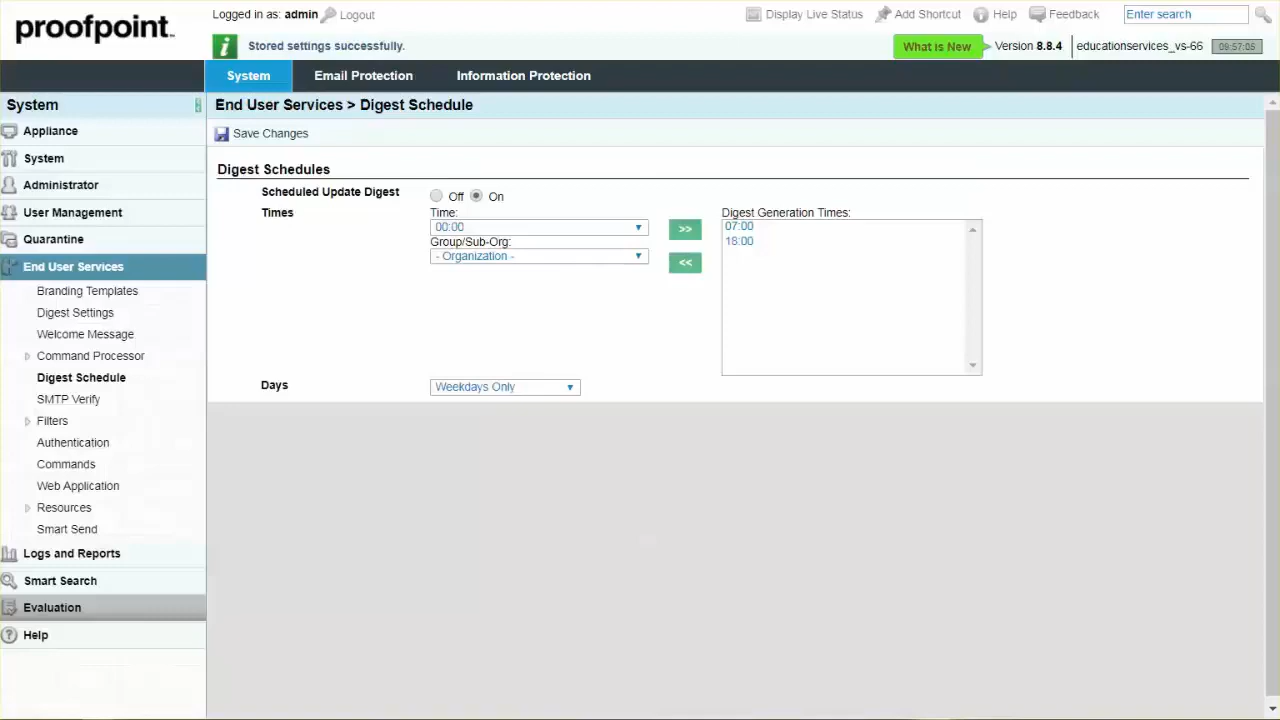 proofpoint
Logged in as: admin Logout
Display Live Status Add Shortcut Help Feedback Enter search
Stored settings successfully.
What is New Version 8.8.4 educationservices_vs-66 09:57:05
System Email Protection Information Protection
System
End User Services > Digest Schedule
Appliance
System
Administrator
User Management
Quarantine
End User Services
Branding Templates
Digest Settings
Welcome Message
Command Processor
Digest Schedule
SMTP Verify
Filters
Authentication
Commands
Web Application
Resources
Smart Send
Logs and Reports
Smart Search
Evaluation
Help
Save Changes
Digest Schedules
Scheduled Update Digest Off On
Times Time: Digest Generation Times:
00:00 >> 07:00
Group/Sub-Org: 18:00
- Organization - <<
Days Weekdays Only